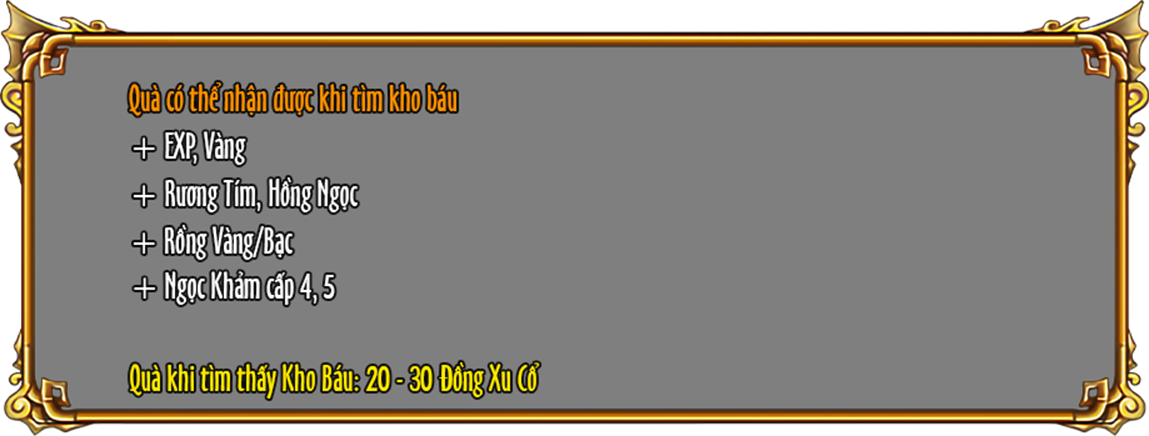 Quà có thể nhận được khi tìm kho báu
+ EXP, Vàng
+ Rương Tím, Hồng Ngọc
+ Rồng Vàng/Bạc
+ Ngọc Khảm cấp 4, 5
Quà khi tìm thấy Kho Báu: 20 - 30 Đồng Xu Cổ